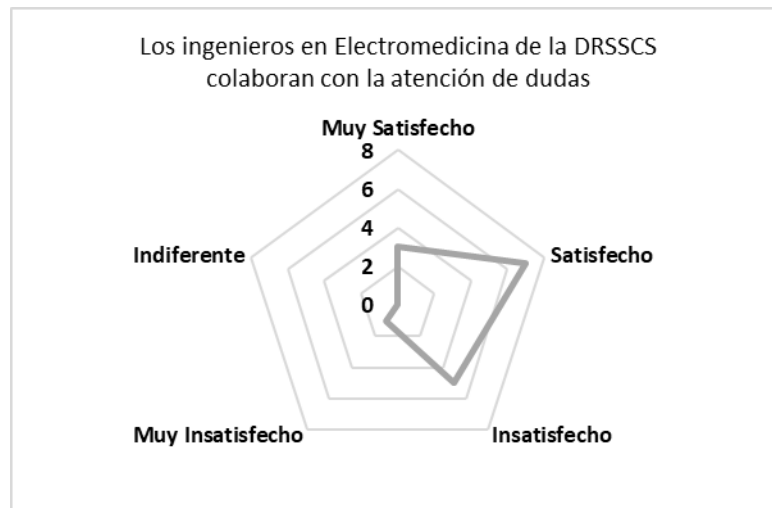 Los ingenieros en Electromedicina de la DRSSCS
colaboran con la atención de dudas
Muy Satisfecho
8
6
4
2
0
Indiferente
Satisfecho
Muy Insatisfecho
Insatisfecho